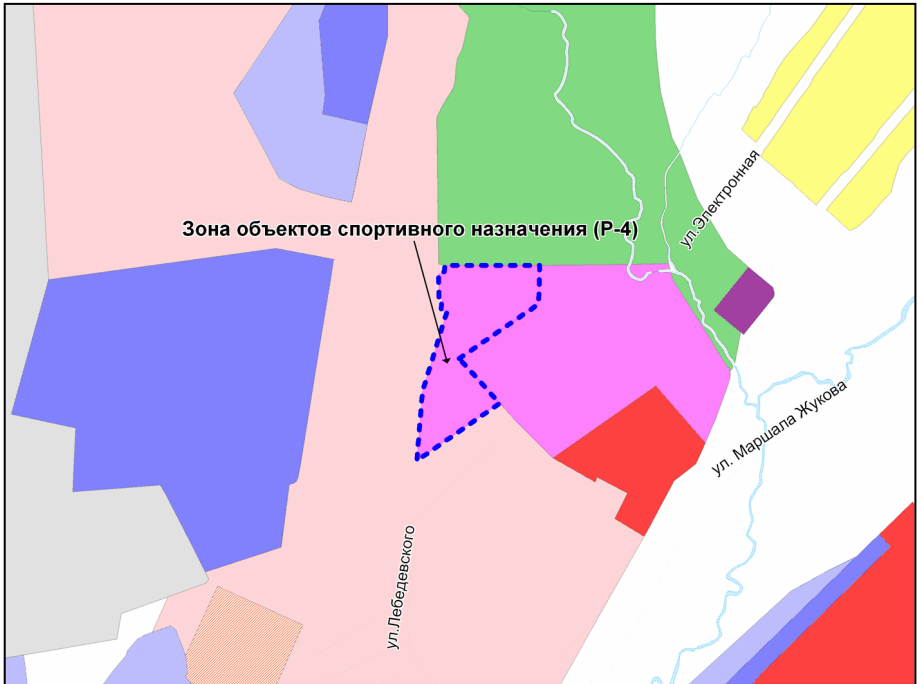 ул.Электронная
Зона объектов спортивного назначения (Р-4)
ул. Маршала Жукова
ул.Лебедевского